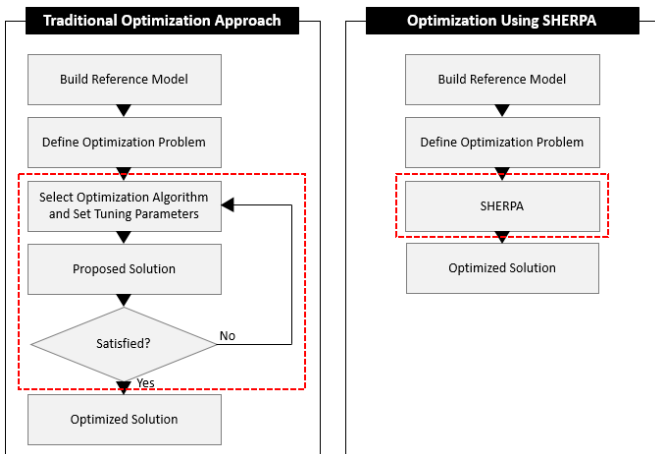 Traditional Optimization Approach
Build Reference Model
Define Optimization Problem
Select Optimization Algorithm
and Set Tuning Parameters
Proposed Solution
Satisfied?
No
Yes
Optimized Solution
Optimization Using SHERPA
Build Reference Model
Define Optimization Problem
SHERPA
Optimized Solution